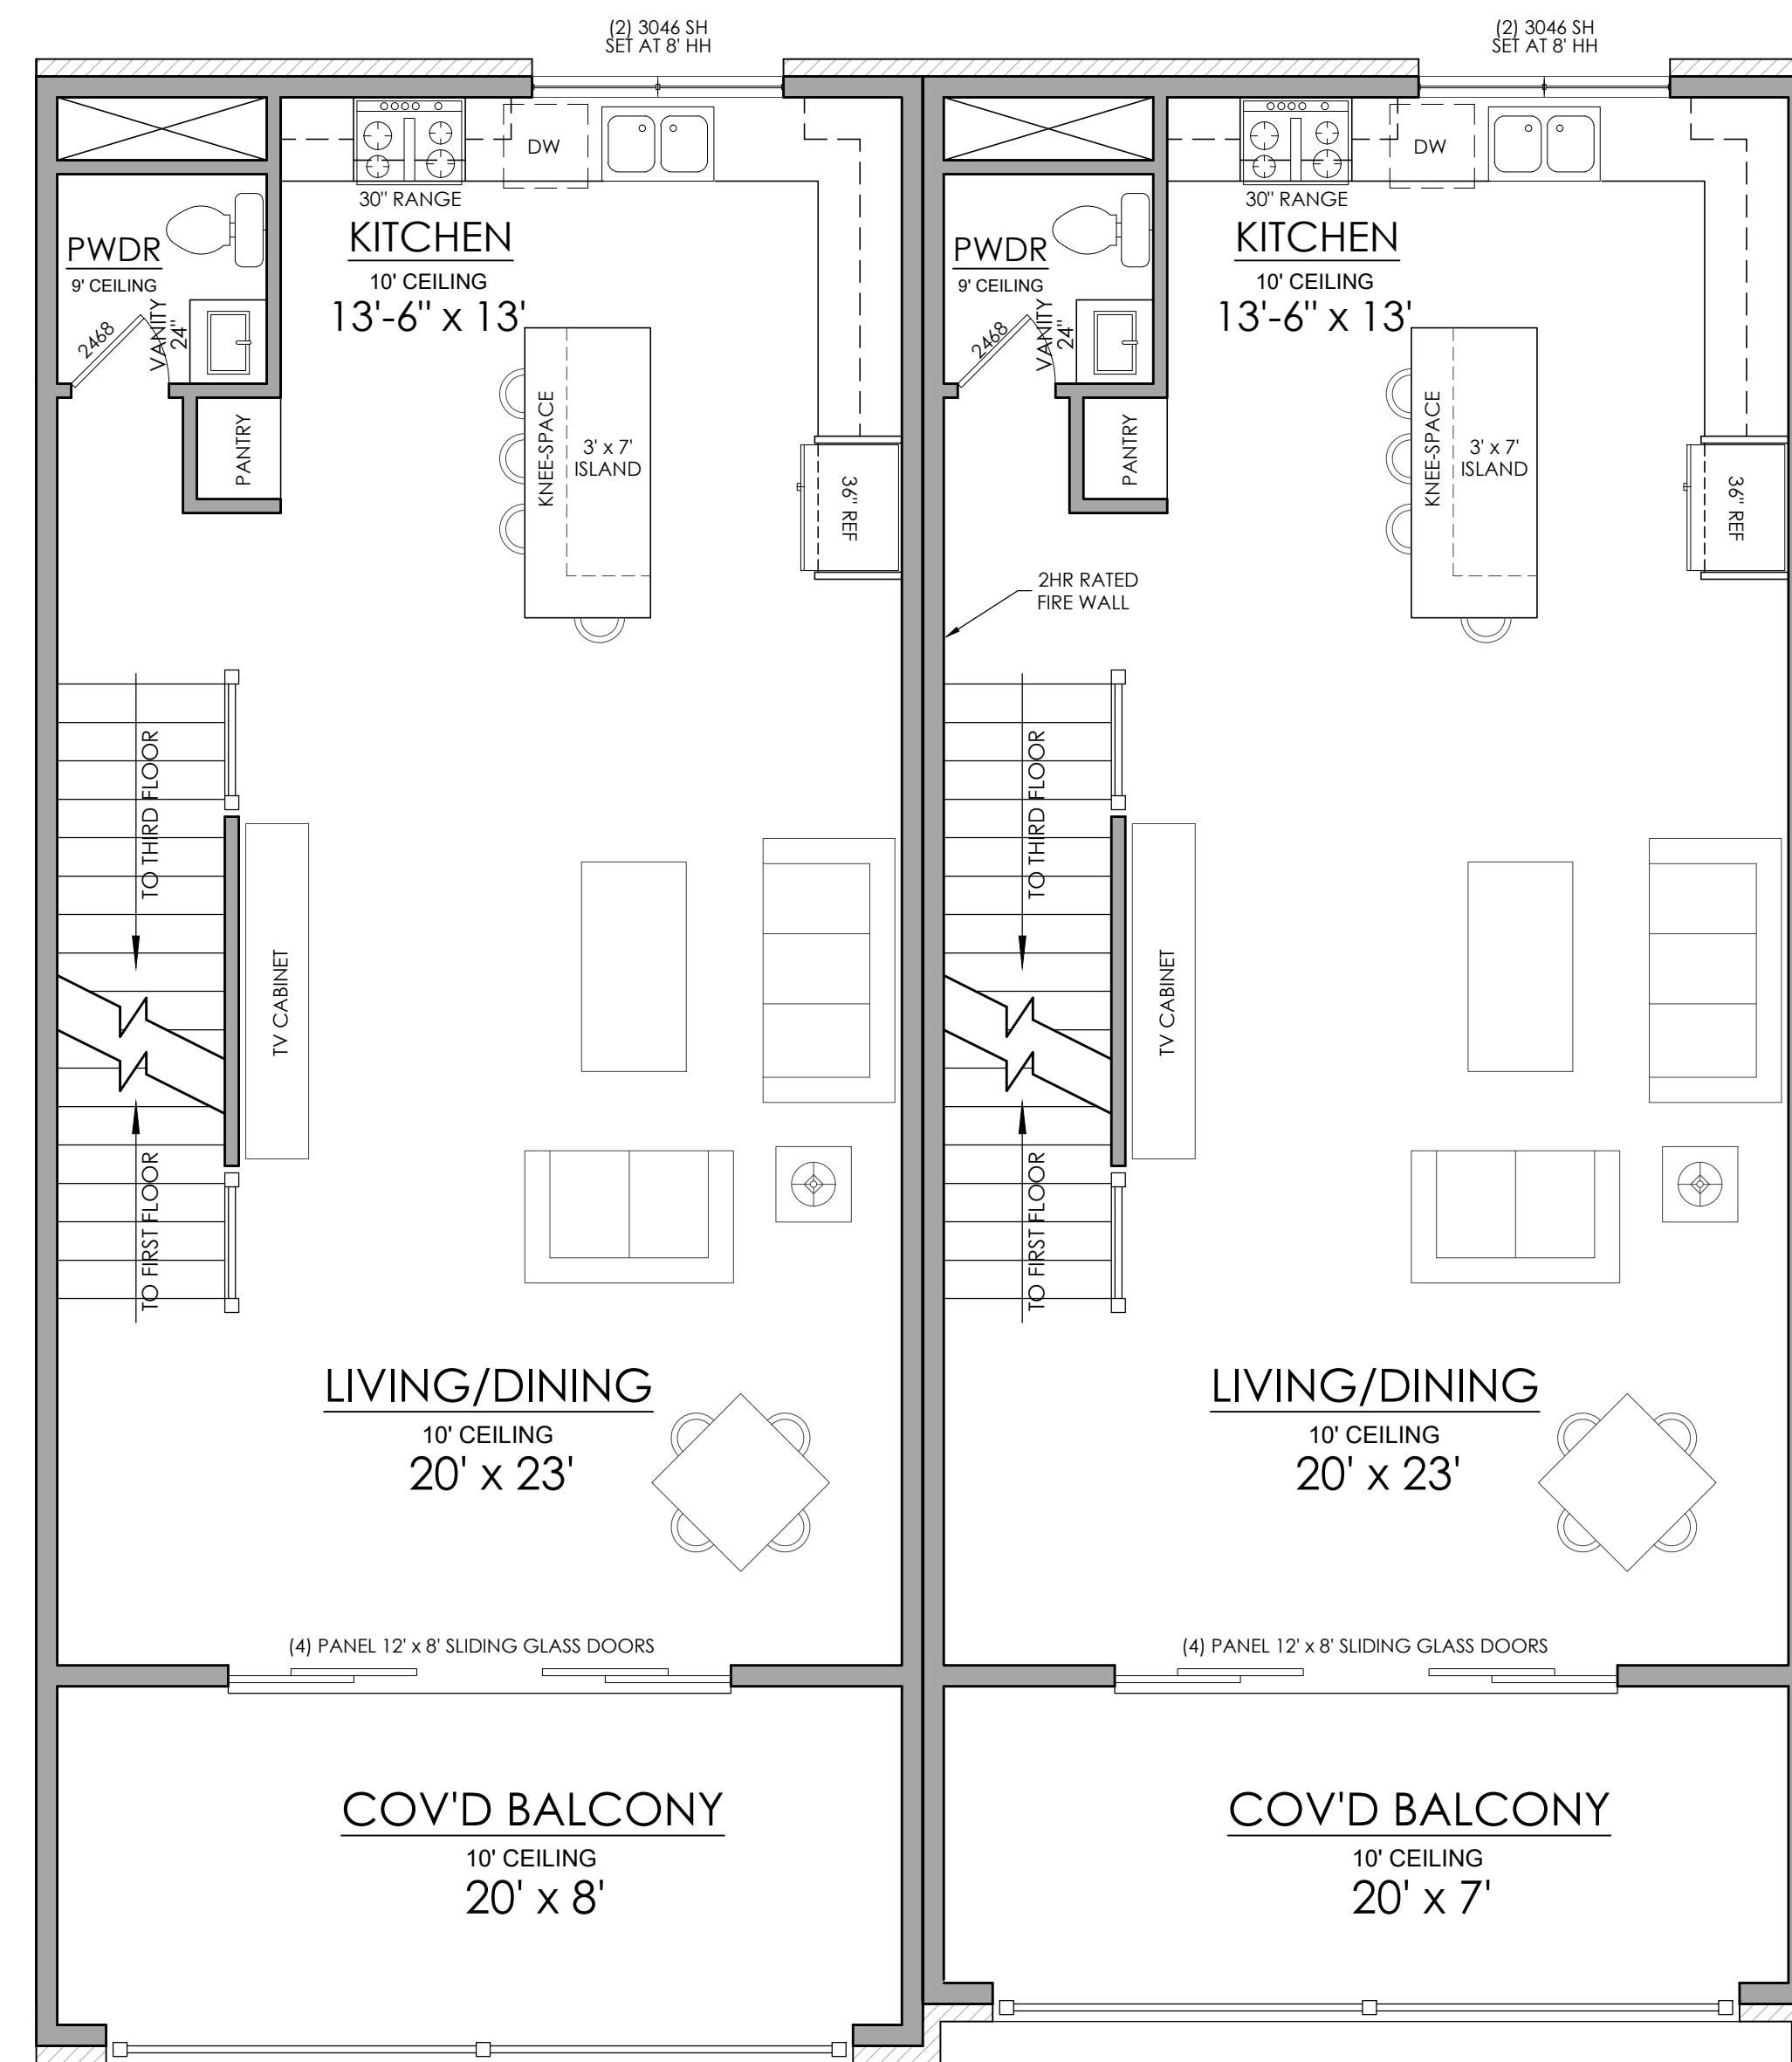 (2) 3046 SH
SET AT 8' HH
(2) 3046 SH
SET AT 8' HH
DW
30" RANGE
KITCHEN
10' CEILING
13'-6" x 13'
PWDR
9' CEILING
2468
VANITY
24"
PANTRY
KNEE-SPACE
3' x 7'
ISLAND
36" REF
DW
30" RANGE
KITCHEN
10' CEILING
13'-6" x 13'
PWDR
9' CEILING
2468
VANITY
24"
PANTRY
KNEE-SPACE
3' x 7'
ISLAND
36" REF
2HR RATED
FIRE WALL
TO THIRD FLOOR
TV CABINET
TO FIRST FLOOR
TO THIRD FLOOR
TV CABINET
TO FIRST FLOOR
LIVING/DINING
10' CEILING
20' x 23'
LIVING/DINING
10' CEILING
20' x 23'
(4) PANEL 12' x 8' SLIDING GLASS DOORS
(4) PANEL 12' x 8' SLIDING GLASS DOORS
COV'D BALCONY
10' CEILING
20' x 8'
COV'D BALCONY
10' CEILING
20' x 7'